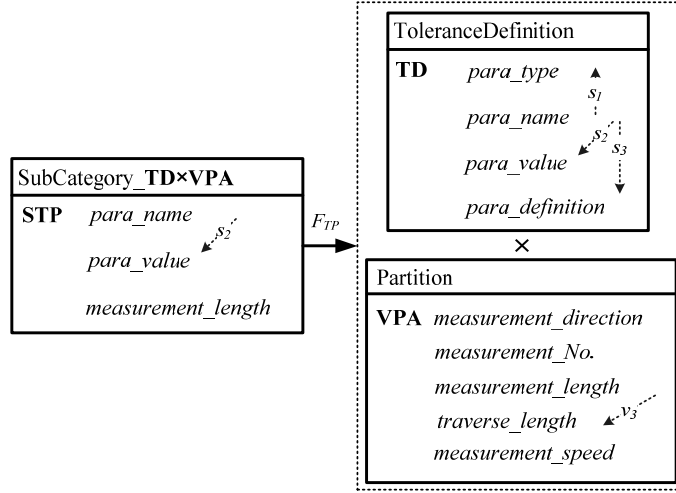 ToleranceDefinition
TD para_type
s1
para_name
s2
s3
para_value
para_definition
SubCategory_TD×VPA
STP para_name
s2
para_value
measurement_length
FTP
×
Partition
VPA measurement_direction
measurement_No.
measurement_length
traverse_length
v3
measurement_speed